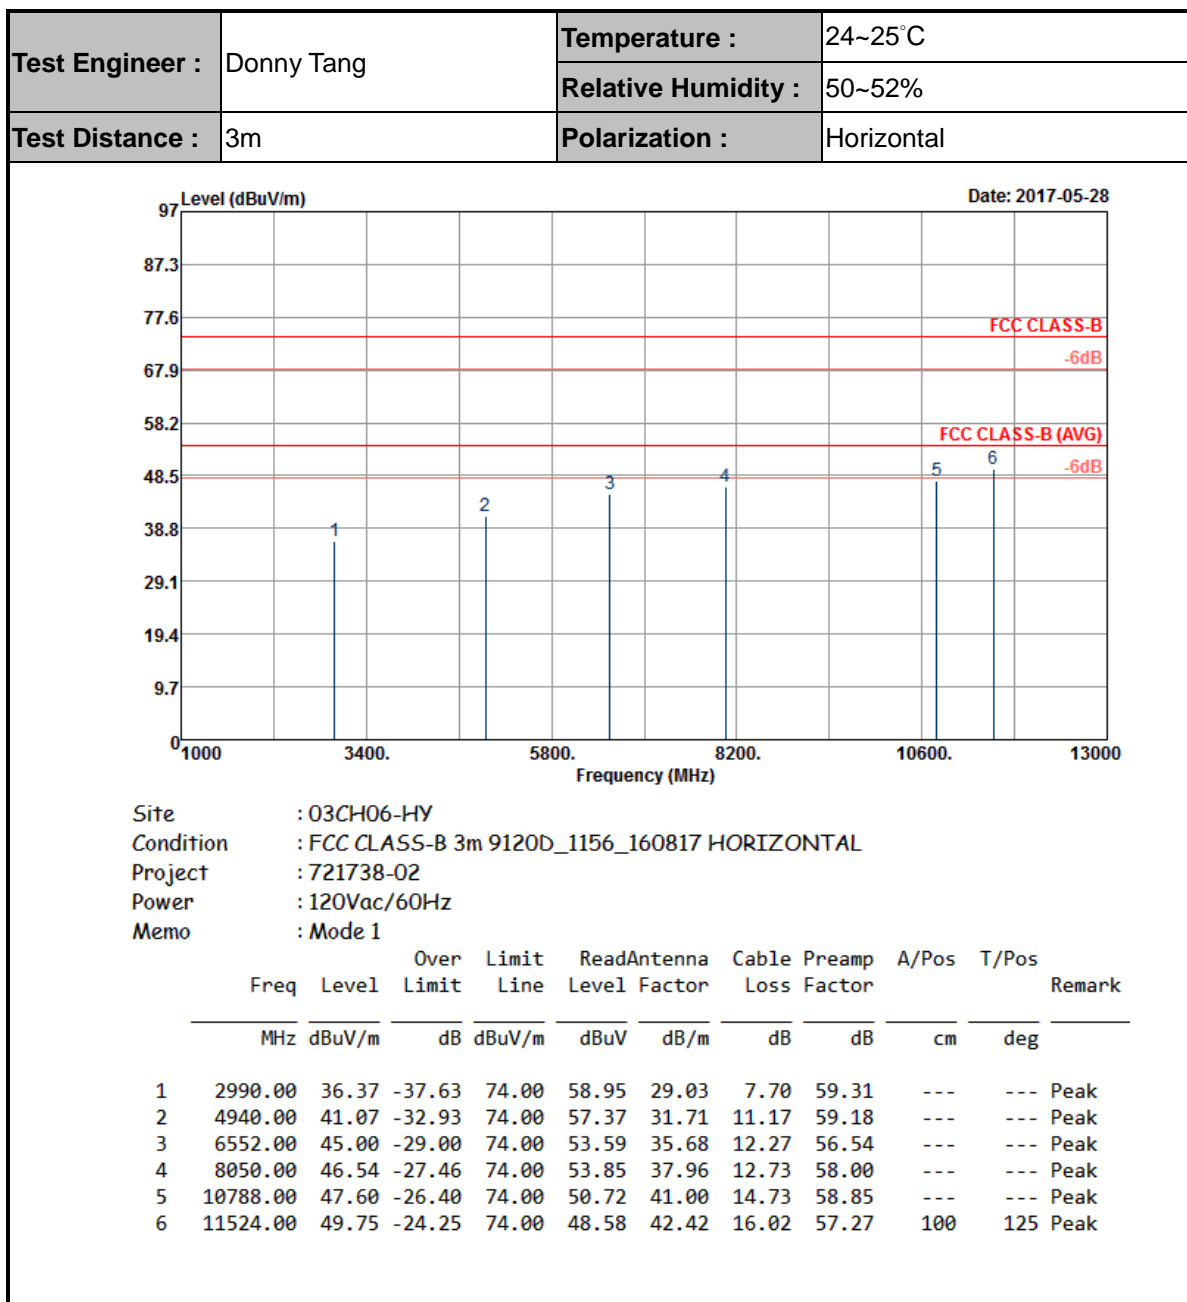 Test Engineer : Donny Tang Temperature : 24~25°C
Relative Humidity : 50~52%
Test Distance : 3m Polarization : Horizontal
Level (dBuV/m) Date: 2017-05-28
97
87.3
77.6
FCC CLASS-B
-6dB
67.9
58.2
FCC CLASS-B (AVG)
-6dB
48.5
38.8
29.1
19.4
9.7
0
1 2 3 4 5 6
1000 3400. 5800. 8200. 10600. 13000
Frequency (MHz)
Site : 03CH06-HY
Condition : FCC CLASS-B 3m 9120D_1156_160817 HORIZONTAL
Project : 721738-02
Power : 120Vac/60Hz
Memo : Mode 1
Over Limit ReadAntenna Cable Preamp A/Pos T/Pos
Freq Level Limit Line Level Factor Loss Factor Remark
MHz dBuV/m dB dBuV/m dBuV dB/m dB dB cm deg
1 2990.00 36.37 -37.63 74.00 58.95 29.03 7.70 59.31 --- --- Peak
2 4940.00 41.07 -32.93 74.00 57.37 31.71 11.17 59.18 --- --- Peak
3 6552.00 45.00 -29.00 74.00 53.59 35.68 12.27 56.54 --- --- Peak
4 8050.00 46.54 -27.46 74.00 53.85 37.96 12.73 58.00 --- --- Peak
5 10788.00 47.60 -26.40 74.00 50.72 41.00 14.73 58.85 --- --- Peak
6 11524.00 49.75 -24.25 74.00 48.58 42.42 16.02 57.27 100 125 Peak